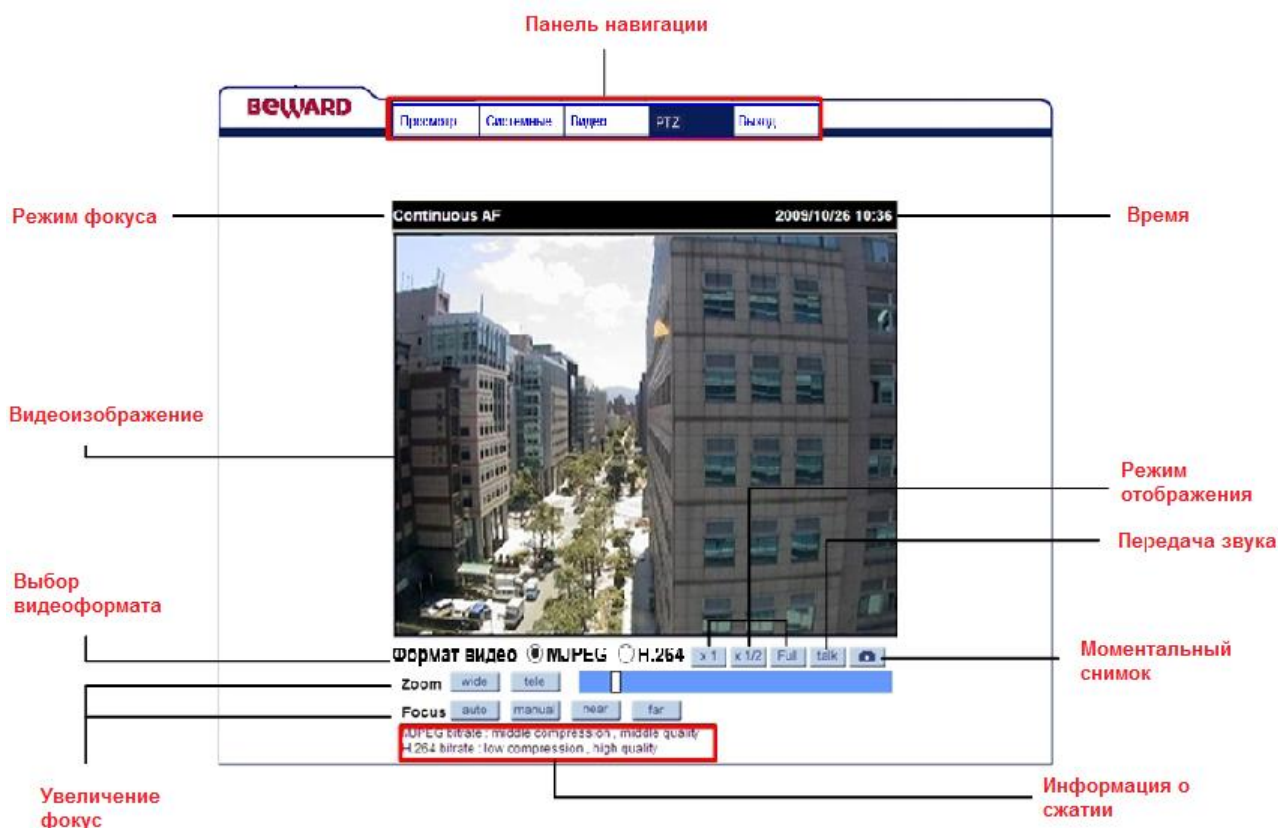 Панель навигации
BEWARD
Просмотр
Системные
Видео
PTZ
Выход
Режим фокуса
Continuous AF
2009/10/26 10:36
Время
Видеоизображение
Режим
отображения
Передача звука
Выбор
видеоформата
Формат видео MJPEG H.264 x 1 x 1/2 Full talk
Моментальный
снимок
Zoom wide tele
Focus auto manual near far
MJPEG bitrate : middle compression , middle quality
H.264 bitrate : low compression , high quality
Увеличение
фокус
Информация о
сжатии